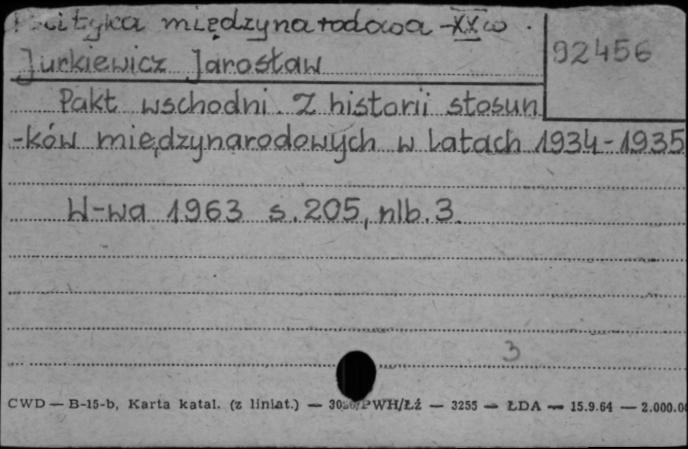 Polityka międzynarodowa - XX w.
92456
Jurkiewicz Jarosław
Pakt wschodni. Z historii stosun
-ków międzynarodowych w latach 1934-1935
W-wa 1963 s. 205, nlb. 3.
3
CWD — B-15-b, Karta katal. (z liniat.) — PWH/Łź — 3255 — ŁDA — 15.9.64 — 2.000.00